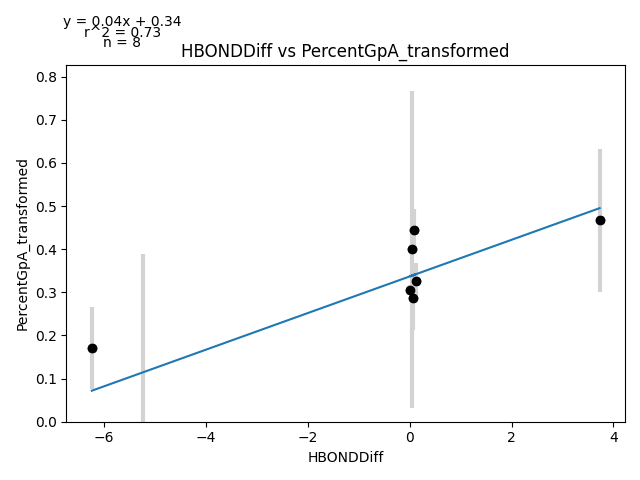 y = 0.04x + 0.34
r^2 = 0.73
n = 8
HBONDDiff vs PercentGpA_transformed
0.8
0.7
0.6
0.5
0.4
0.3
0.2
0.1
0.0
PercentGpA_transformed
−6
−4
−2
0
2
4
HBONDDiff